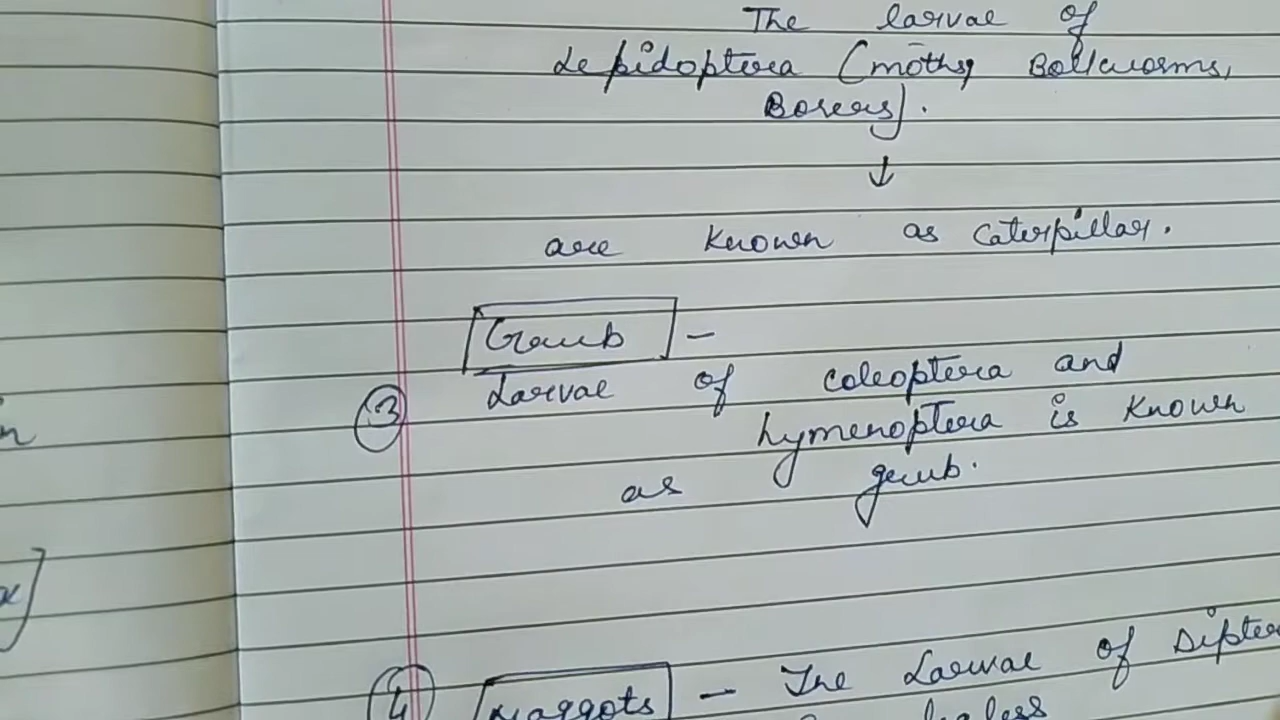 The larvae of
Lepidoptera (moths, Bollworms,
Borers).
↓
are known as caterpillar.
Grub -
③ Larvae of coleoptera and
hymenoptera is known
as grub.
④ Maggots - The Larvae of Dipte
legless